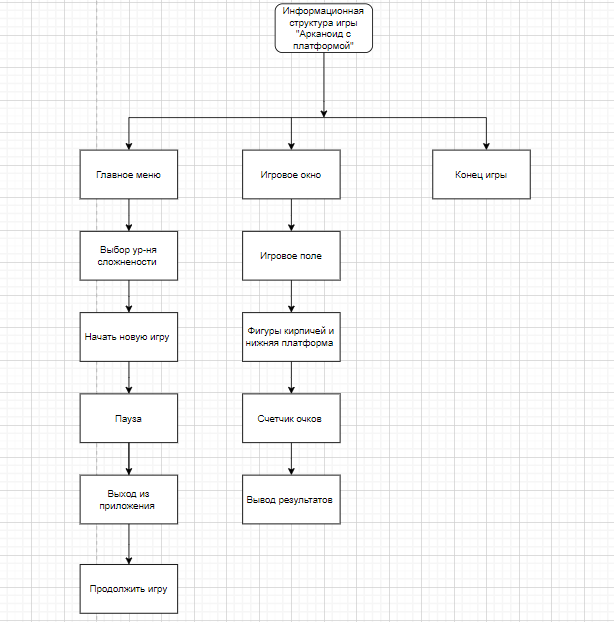 Информационная
структура игры
"Арканоид с
платформой"
Главное меню
Игровое окно
Конец игры
Выбор ур-ня
сложнености
Игровое поле
Начать новую игру
Фигуры кирпичей и
нижняя платформа
Пауза
Счетчик очков
Выход из
приложения
Вывод результатов
Продолжить игру